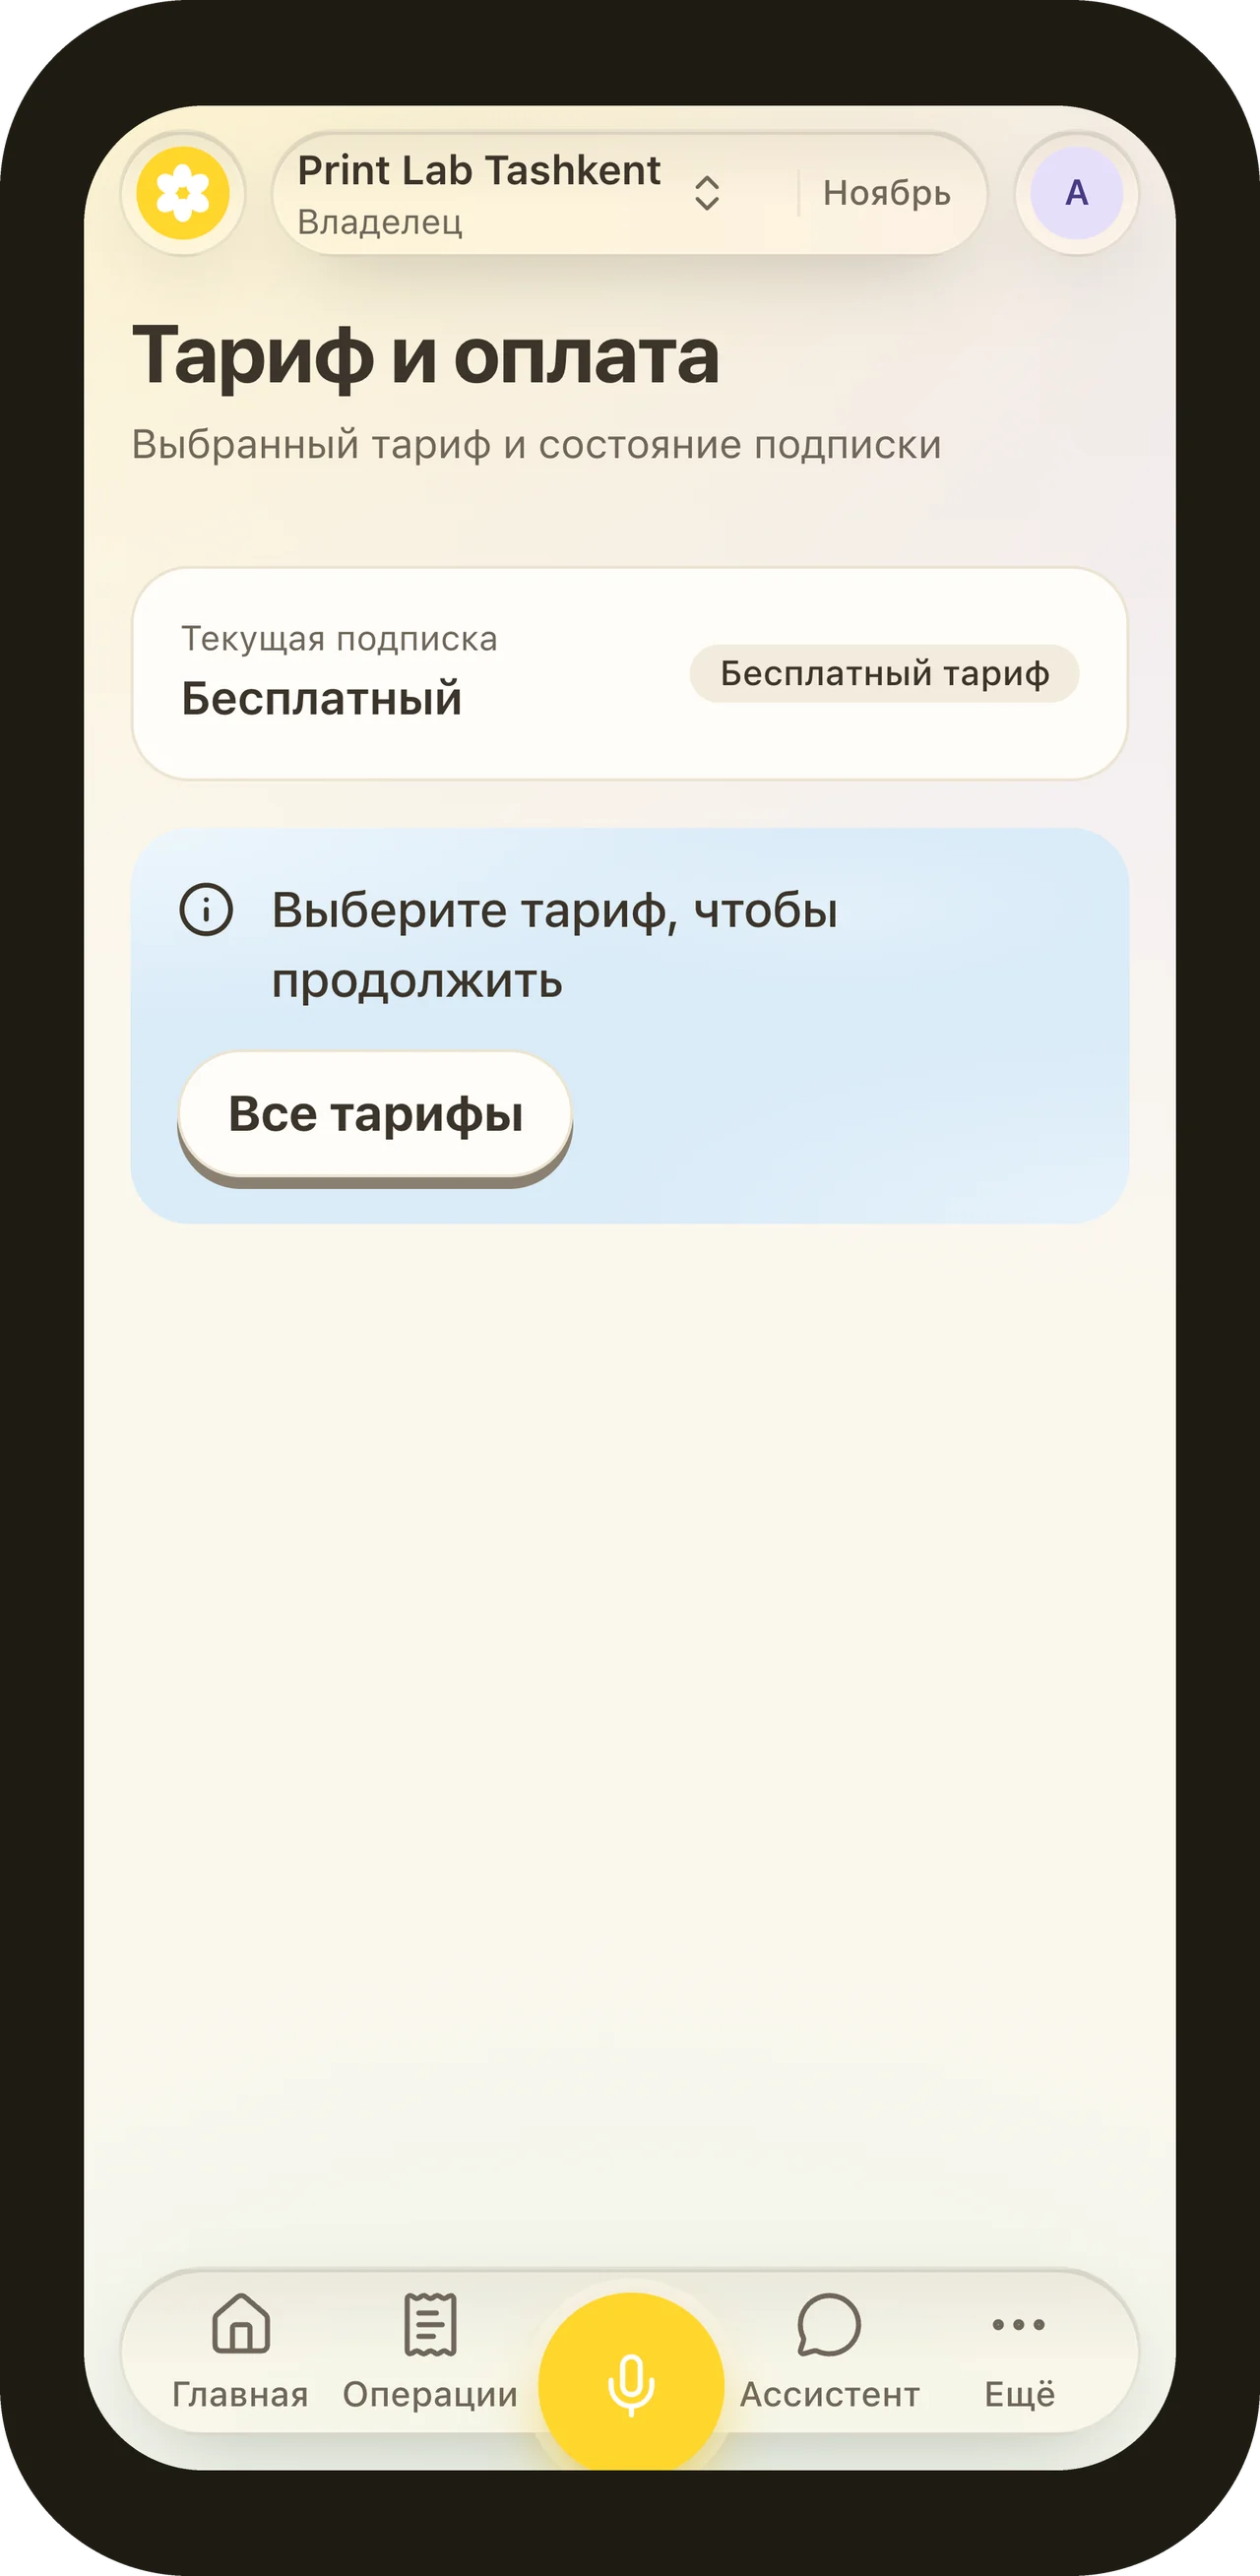 Print Lab Tashkent
Владелец
Ноябрь
А
Тариф и оплата
Выбранный тариф и состояние подписки
Текущая подписка
Бесплатный
Бесплатный тариф
Выберите тариф, чтобы
продолжить
Все тарифы
Главная
Операции
Ассистент
Ещё